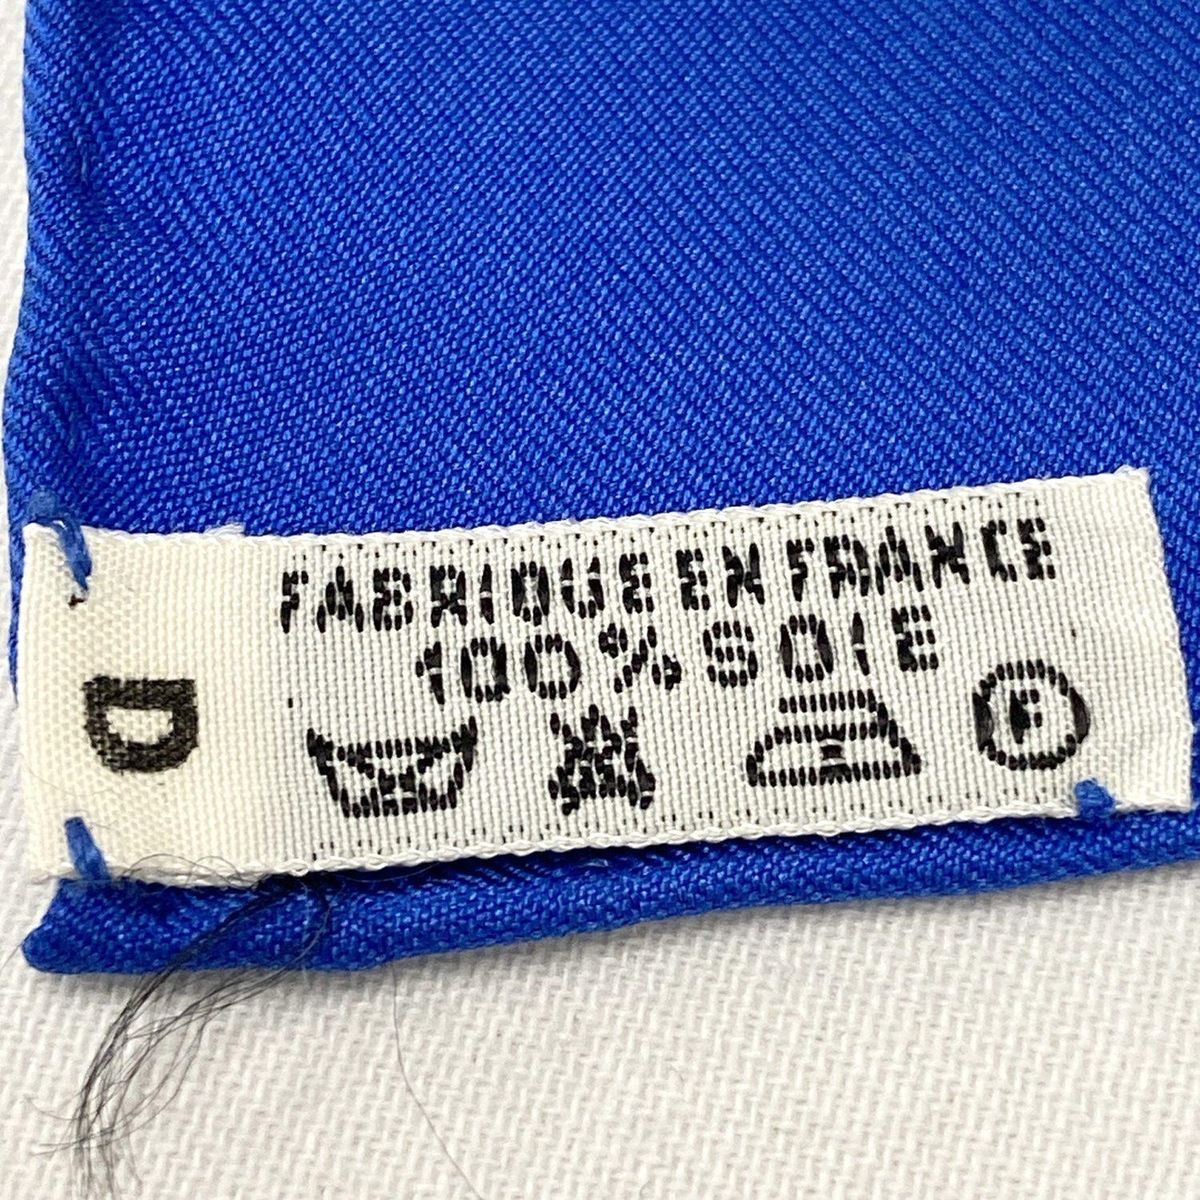 FABRIQUE EN FRANCE
100% SOIE
D
F